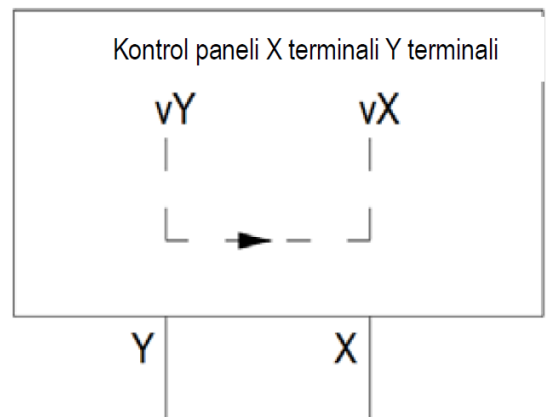 Kontrol paneli X terminali Y terminali
vY vX
Y X